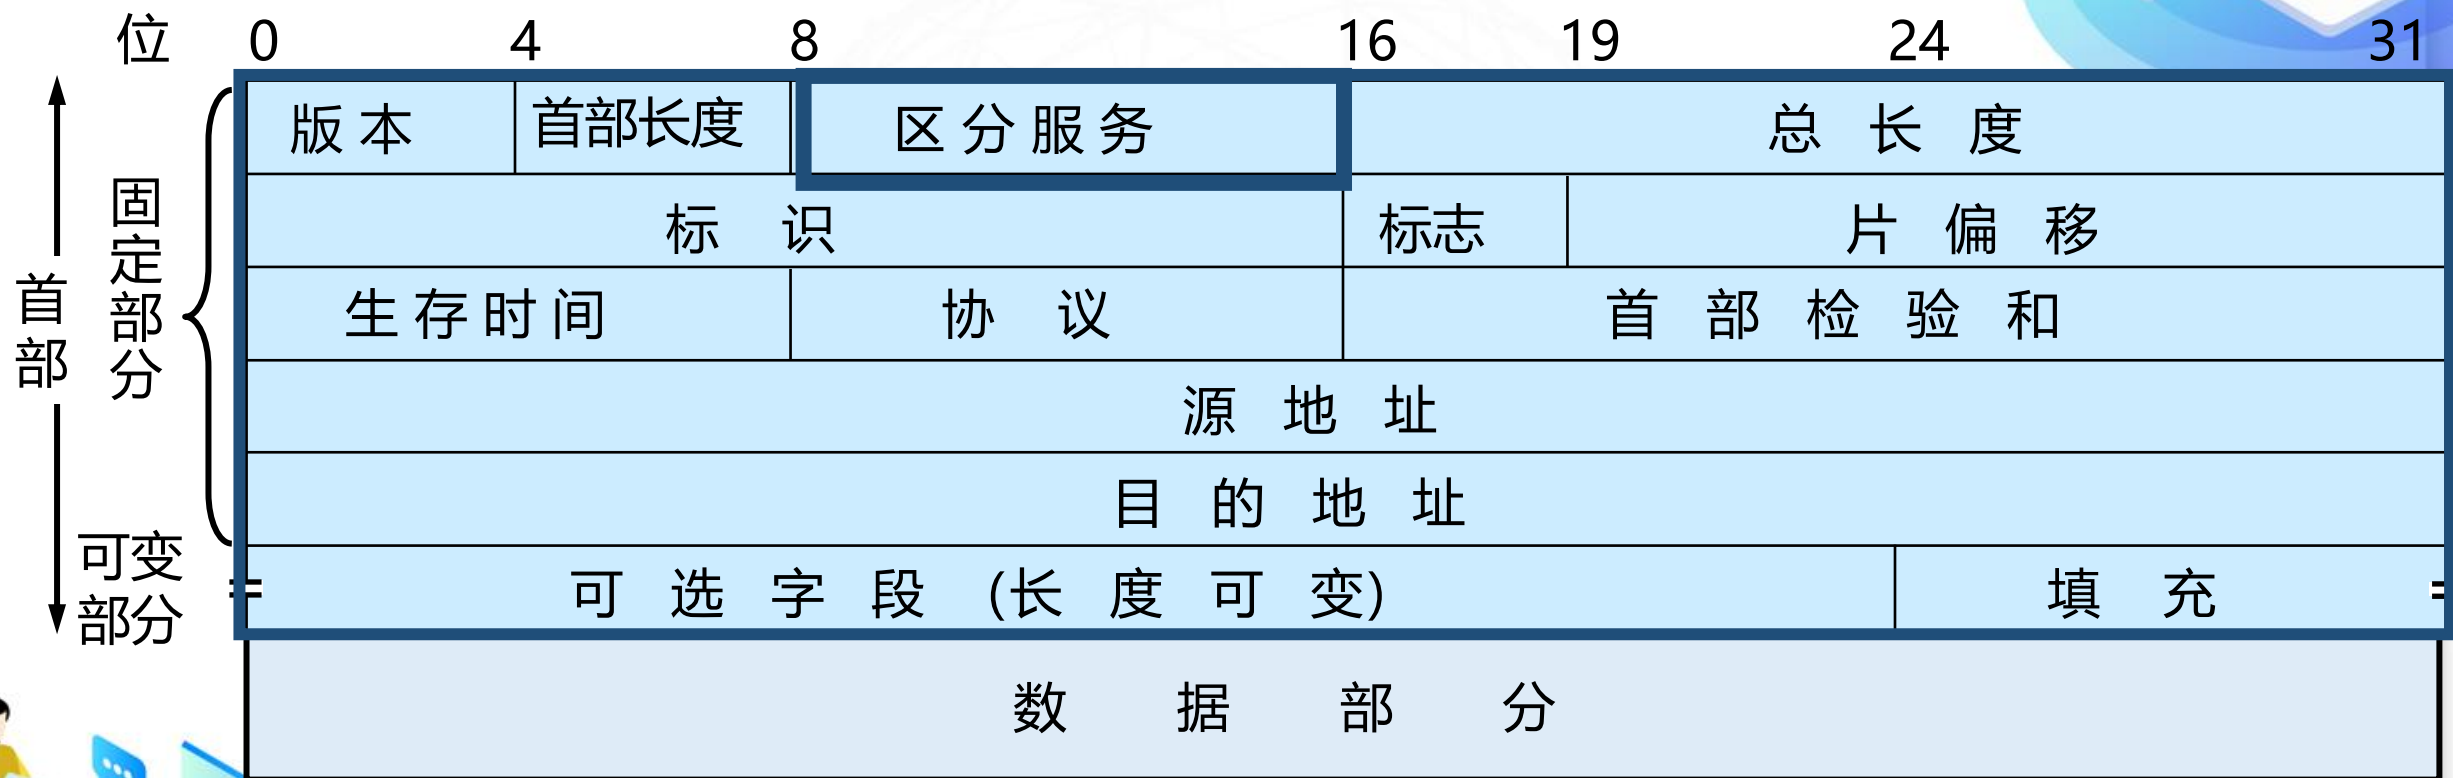 位 0 4 8 16 19 24 31
版本 首部长度 区分服务 总长度
标识 标志 片偏移
生存时间 协议 首部检验和
源地址
目的地址
可选字段 (长度可变) 填充
数据部分
首部
固定部分
可变
部分